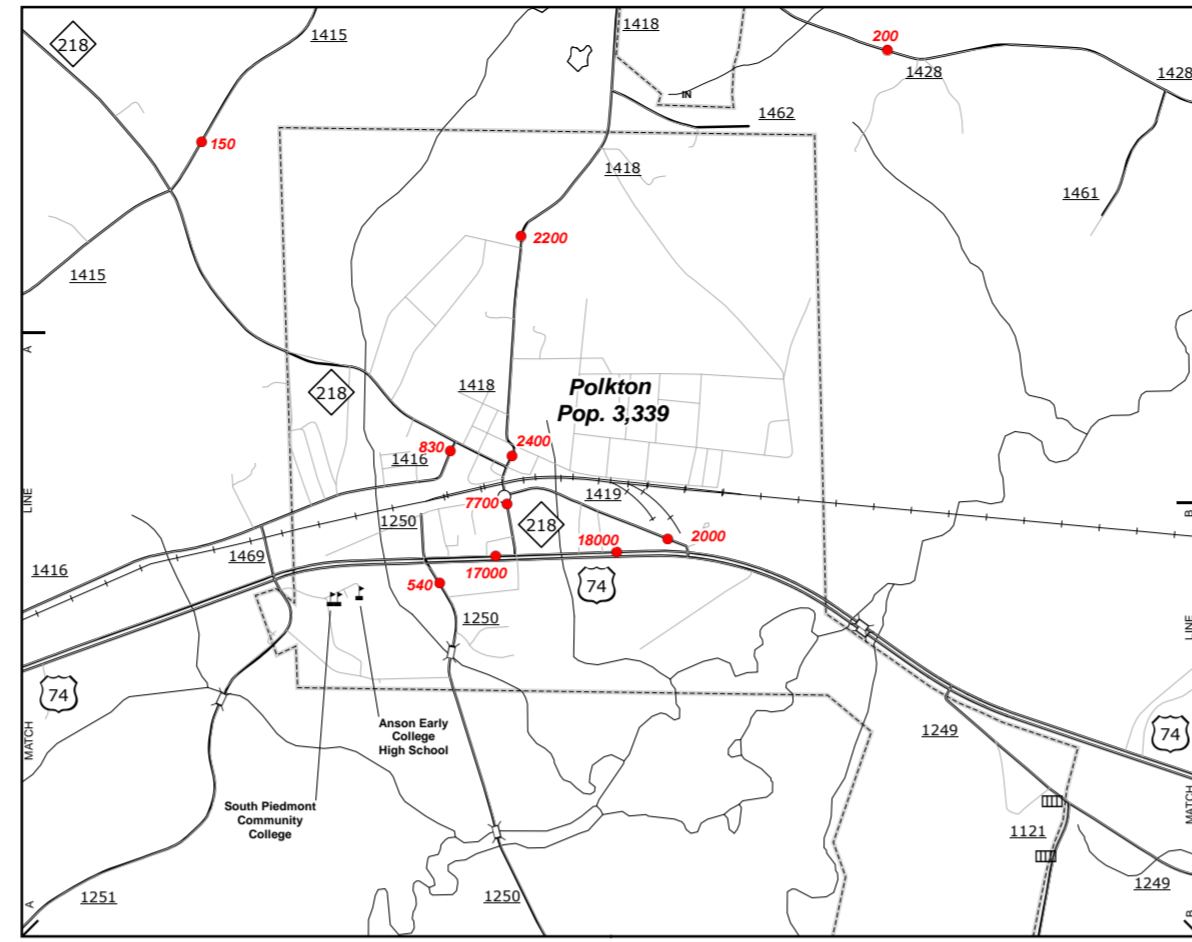 218
1415
1418
200
1428
1428
IN
1462
150
1418
1461
2200
1415
A
218
1418
Polkton
Pop. 3,339
830
1416
2400
LINE
7700
1419
B
1250
218
18000
2000
1469
1416
17000
540
74
1250
LINE
74
MATCH
Anson Early
College
High School
1249
74
South Piedmont
Community
College
MATCH
1121
1251
1250
1249
A
B